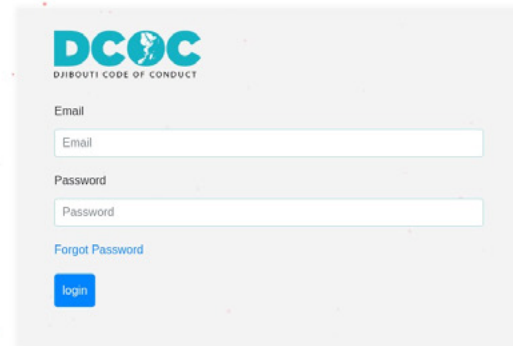 DCOC
DJIBOUTI CODE OF CONDUCT
Email
Email
Password
Password
Forgot Password
login